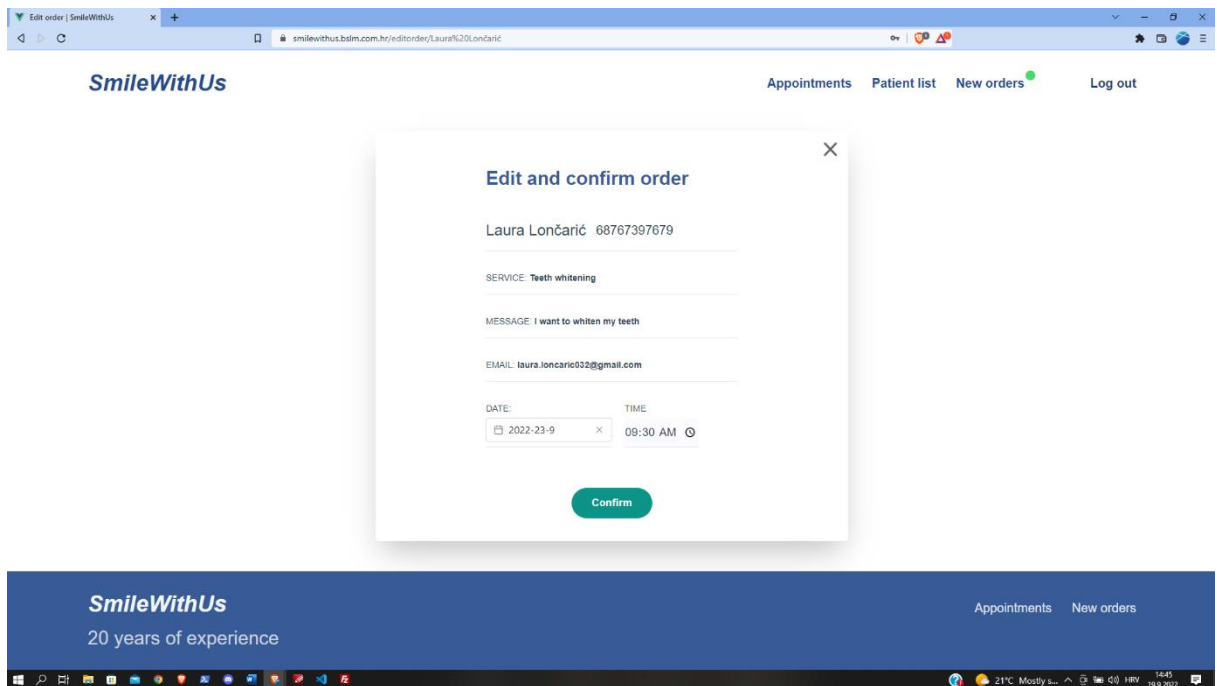 Edit order | SmileWithUs
smilewithus.bslm.com.hr/editorder/Laura%20Lončarić
SmileWithUs
Appointments Patient list New orders Log out
Edit and confirm order
Laura Lončarić 68767397679
SERVICE: Teeth whitening
MESSAGE: I want to whiten my teeth
EMAIL: laura.loncaric032@gmail.com
DATE: TIME
2022-23-9 09:30 AM
Confirm
SmileWithUs
Appointments New orders
20 years of experience
21°C Mostly s... HRV 14:45
19.9.2022.